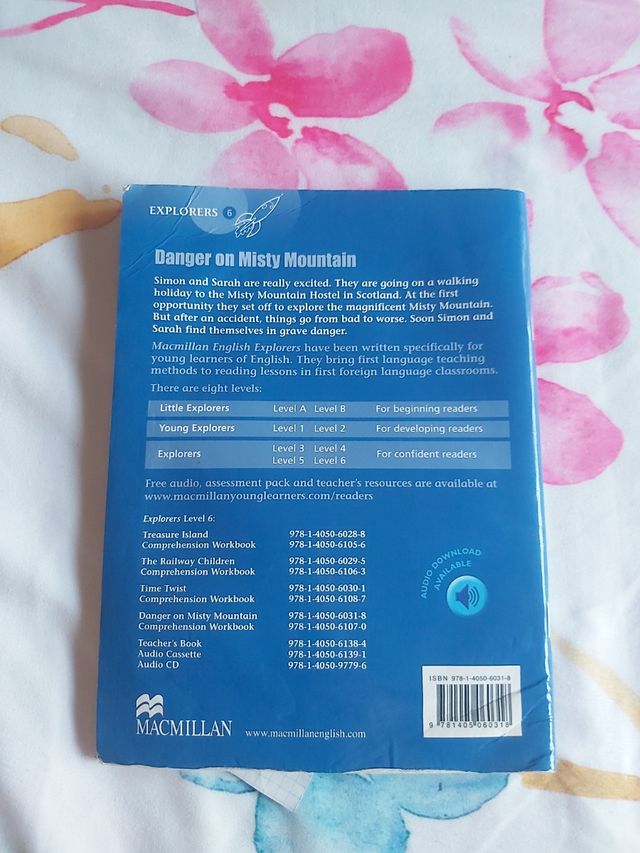 EXPLORERS 6
Danger on Misty Mountain
Simon and Sarah are really excited. They are going on a walking
holiday to the Misty Mountain Hostel in Scotland. At the first
opportunity they set off to explore the magnificent Misty Mountain.
But after an accident, things go from bad to worse. Soon Simon and
Sarah find themselves in grave danger.
Macmillan English Explorers have been written specifically for
young learners of English. They bring first language teaching
methods to reading lessons in first foreign language classrooms.
There are eight levels:
Little Explorers Level A Level B For beginning readers
Young Explorers Level 1 Level 2 For developing readers
Explorers Level 3 Level 4 For confident readers
Level 5 Level 6
Free audio, assessment pack and teacher's resources are available at
www.macmillanyounglearners.com/readers
Explorers Level 6:
Treasure Island 978-1-4050-6028-8
Comprehension Workbook 978-1-4050-6105-6
The Railway Children 978-1-4050-6029-5
Comprehension Workbook 978-1-4050-6106-3
Time Twist 978-1-4050-6030-1
Comprehension Workbook 978-1-4050-6108-7
Danger on Misty Mountain 978-1-4050-6031-8
Comprehension Workbook 978-1-4050-6107-0
Teacher's Book 978-1-4050-6138-4
Audio Cassette 978-1-4050-6139-1
Audio CD 978-1-4050-9779-6
AUDIO DOWNLOAD
AVAILABLE
ISBN 978-1-4050-6031-8
9 781405 060318
MACMILLAN www.macmillanenglish.com